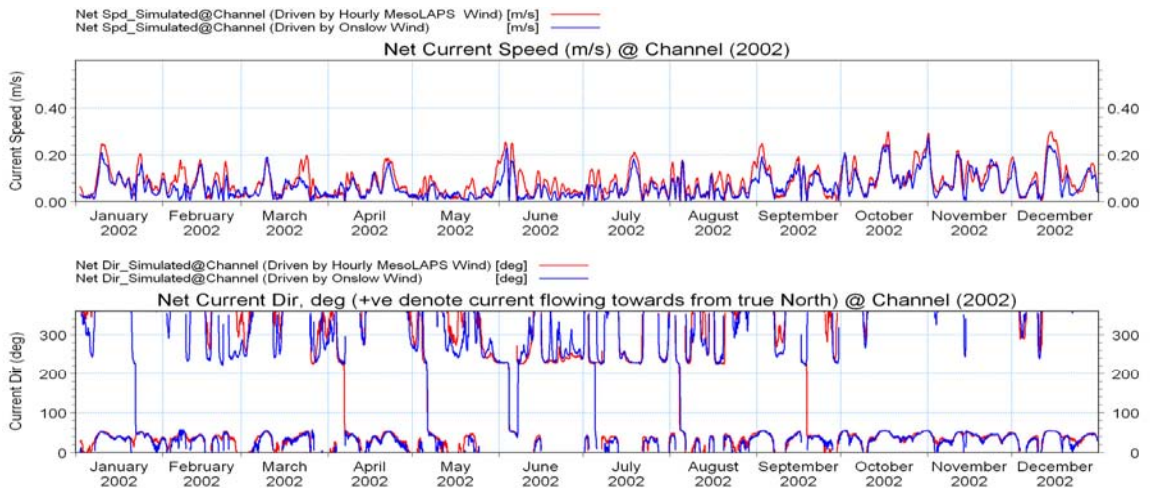 Net Spd_Simulated@Channel (Driven by Hourly MesoLAPS Wind) [m/s]
Net Spd_Simulated@Channel (Driven by Onslow Wind) [m/s]
Net Current Speed (m/s) @ Channel (2002)
Current Speed (m/s)
0.40 0.40
0.20 0.20
0.00 0.00
January February March April May June July August September October November December
2002 2002 2002 2002 2002 2002 2002 2002 2002 2002 2002 2002
Net Dir_Simulated@Channel (Driven by Hourly MesoLAPS Wind) [deg]
Net Dir_Simulated@Channel (Driven by Onslow Wind) [deg]
Net Current Dir, deg (+ve denote current flowing towards from true North) @ Channel (2002)
Current Dir (deg)
300 300
200 200
100 100
0 0
January February March April May June July August September October November December
2002 2002 2002 2002 2002 2002 2002 2002 2002 2002 2002 2002